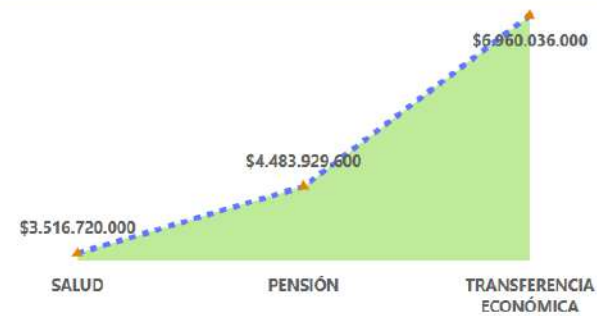 $6.960.036.000
$4.483.929.600
$3.516.720.000
SALUD
PENSIÓN
TRANSFERENCIA
ECONÓMICA